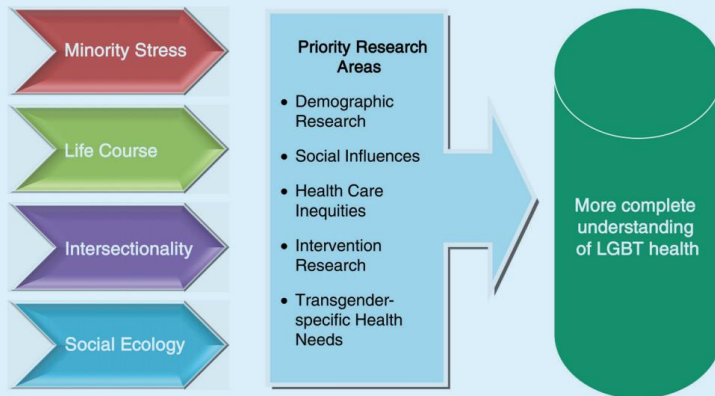 Minority Stress
Life Course
Intersectionality
Social Ecology
Priority Research
Areas
• Demographic
Research
• Social Influences
• Health Care
Inequities
• Intervention
Research
• Transgender-
specific Health
Needs
More complete
understanding
of LGBT health